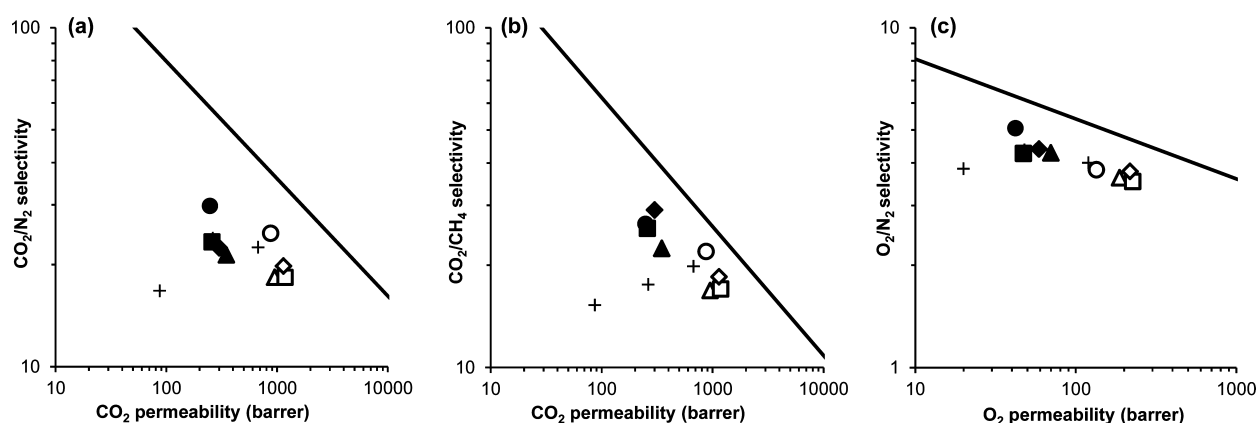 (a)
100
10
CO₂/N₂ selectivity
10 100 1000 10000
CO₂ permeability (barrer)
(b)
100
10
CO₂/CH₄ selectivity
10 100 1000 10000
CO₂ permeability (barrer)
(c)
10
1
O₂/N₂ selectivity
10 100 1000
O₂ permeability (barrer)